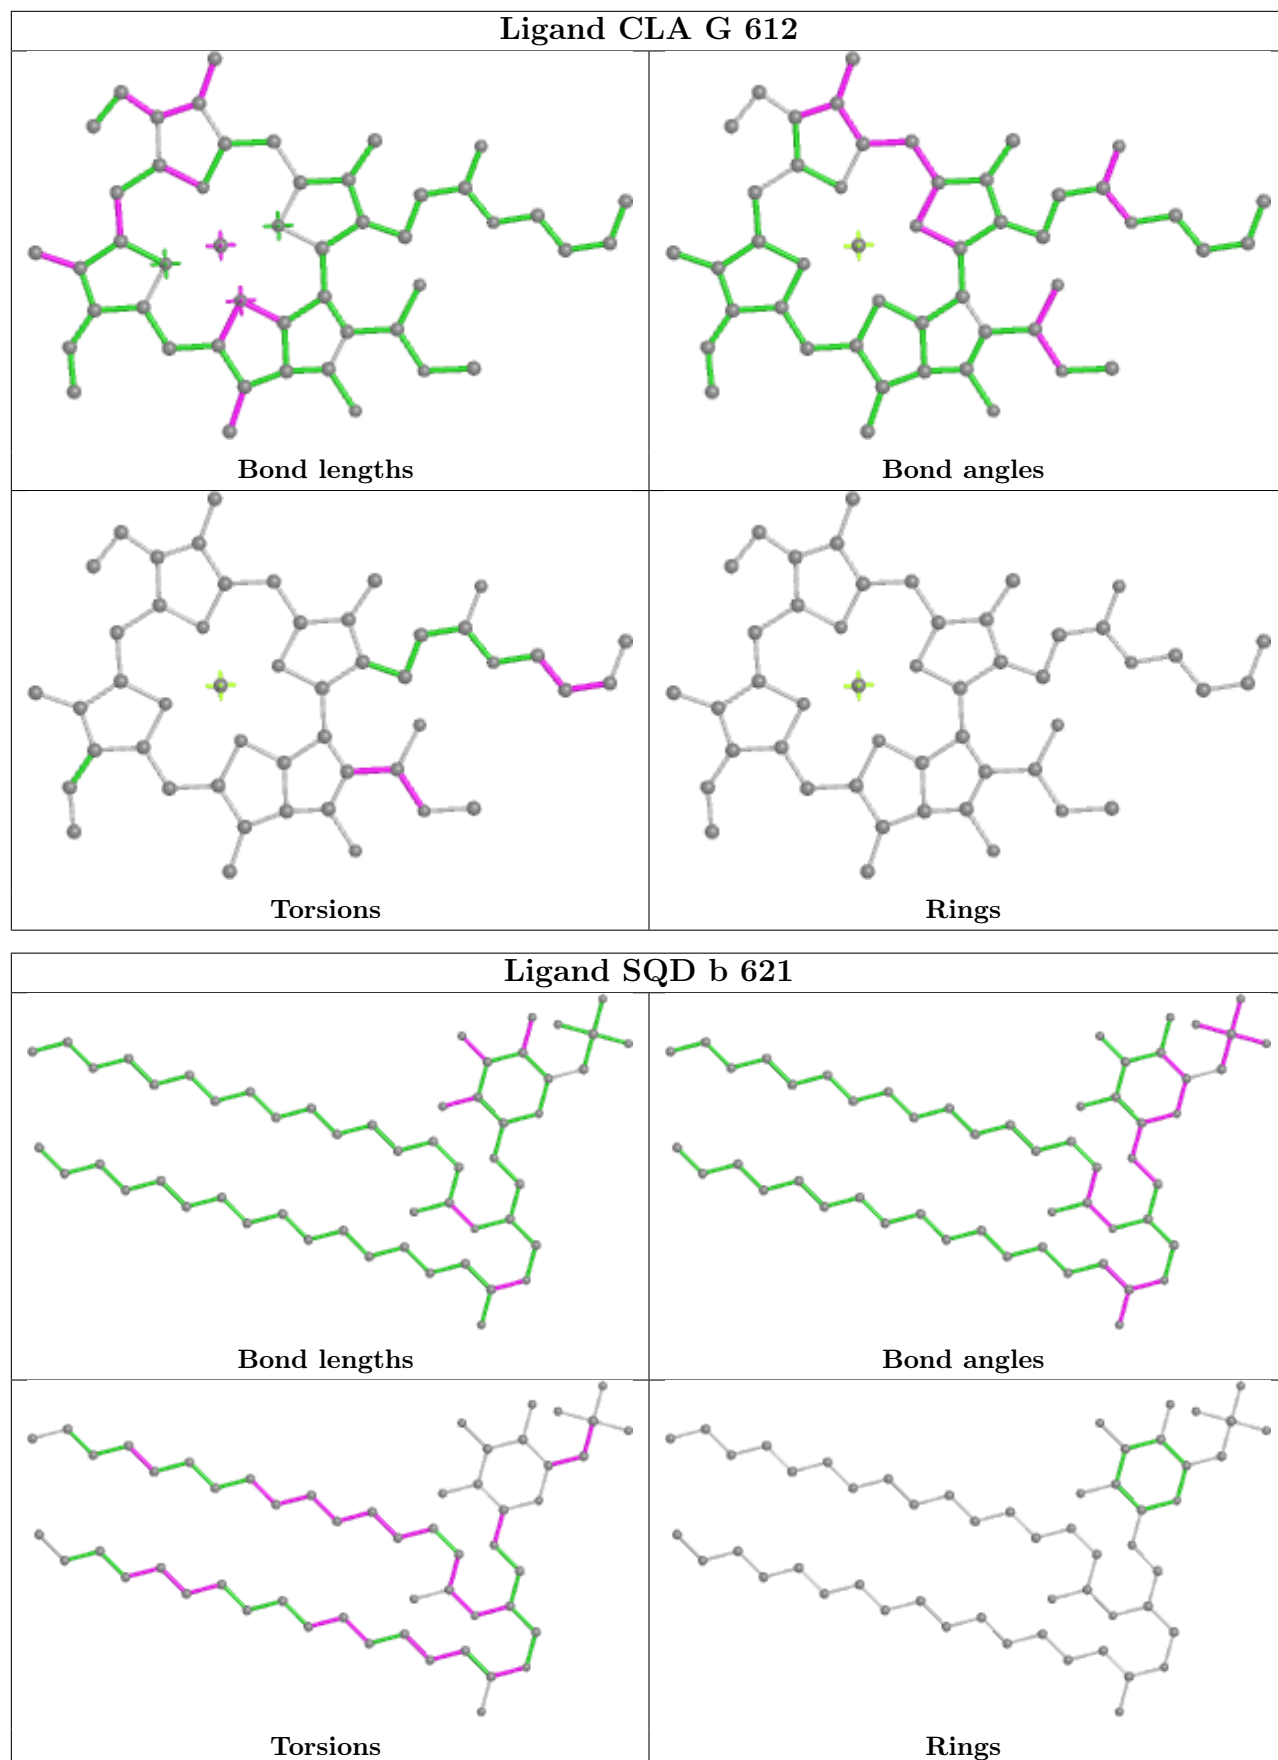 Ligand CLA G 612
Bond lengths
Bond angles
Torsions
Rings
Ligand SQD b 621
Bond lengths
Bond angles
Torsions
Rings